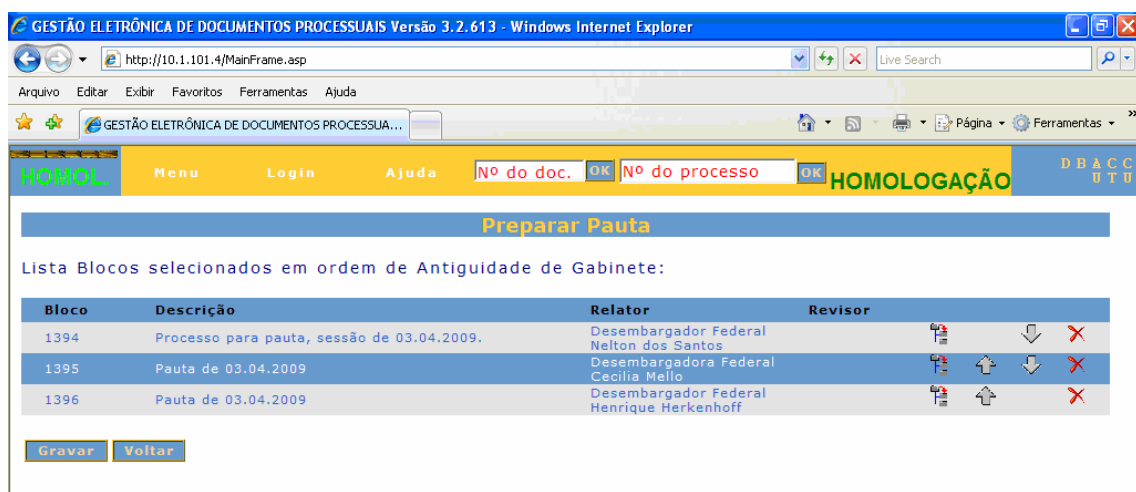 GESTÃO ELETRÔNICA DE DOCUMENTOS PROCESSUAIS Versão 3.2.613 - Windows Internet Explorer
http://10.1.101.4/MainFrame.asp
Live Search
Arquivo Editar Exibir Favoritos Ferramentas Ajuda
GESTÃO ELETRÔNICA DE DOCUMENTOS PROCESSUA...
Página Ferramentas »
HOMOL.
Menu Login Ajuda Nº do doc. OK Nº do processo OK HOMOLOGAÇÃO
D B A C C
U T U
Preparar Pauta
Lista Blocos selecionados em ordem de Antiguidade de Gabinete:
Bloco Descrição Relator Revisor
1394 Processo para pauta, sessão de 03.04.2009. Desembargador Federal
Nelton dos Santos
1395 Pauta de 03.04.2009 Desembargadora Federal
Cecilia Mello
1396 Pauta de 03.04.2009 Desembargador Federal
Henrique Herkenhoff
Gravar Voltar